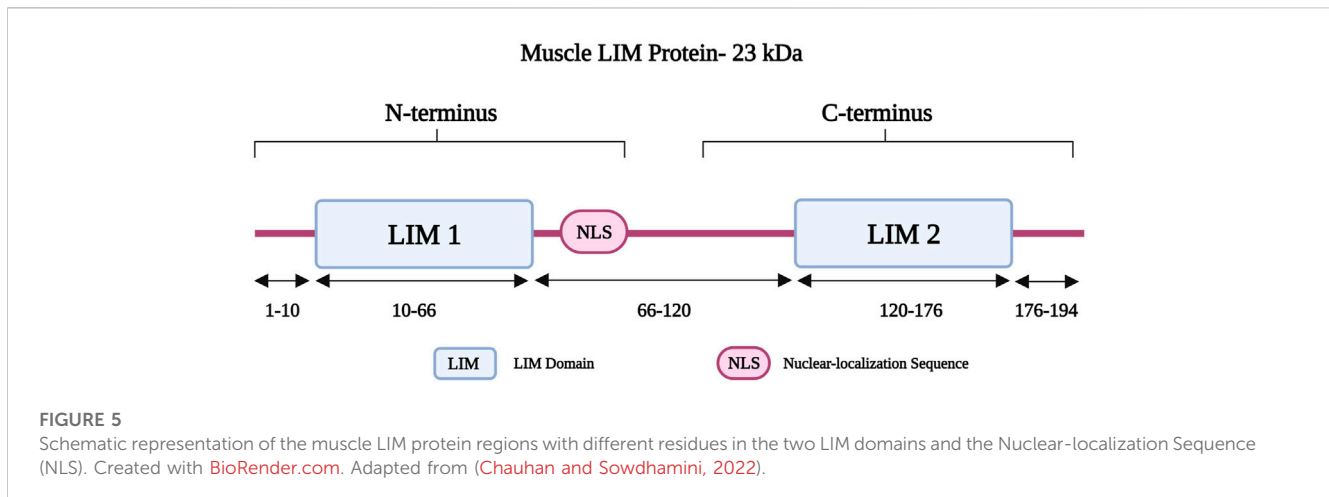 Muscle LIM Protein- 23 kDa
N-terminus
C-terminus
LIM 1
NLS
LIM 2
1-10
10-66
66-120
120-176
176-194
LIM
LIM Domain
NLS
Nuclear-localization Sequence
FIGURE 5
Schematic representation of the muscle LIM protein regions with different residues in the two LIM domains and the Nuclear-localization Sequence
(NLS). Created with BioRender.com. Adapted from (Chauhan and Sowdhamini, 2022).